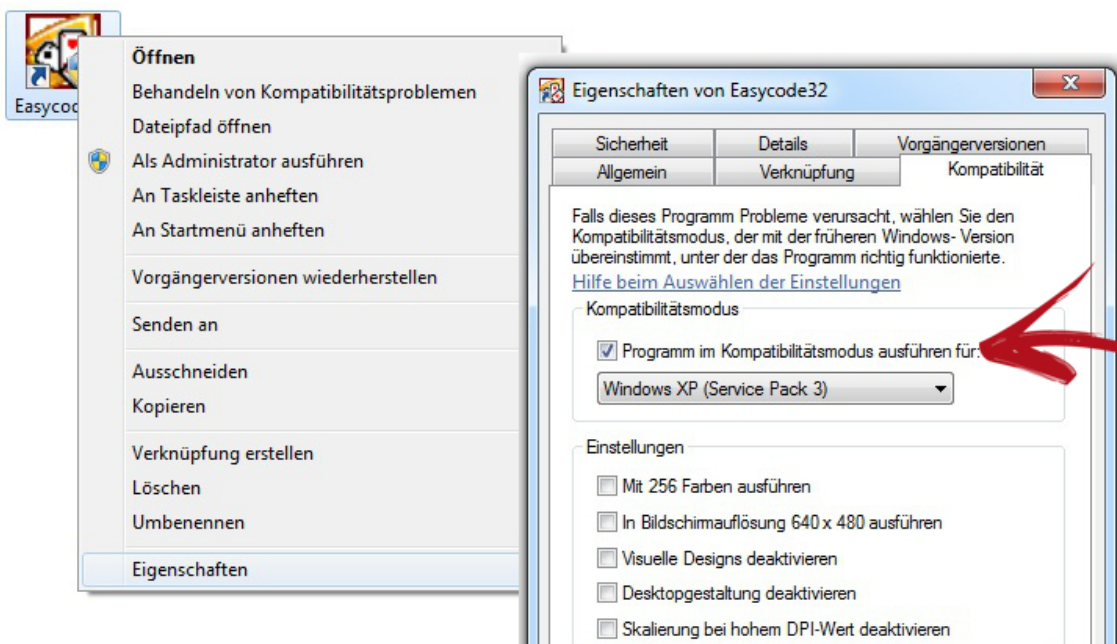 Öffnen
Behandeln von Kompatibilitätsproblemen
Dateipfad öffnen
Als Administrator ausführen
An Taskleiste anheften
An Startmenü anheften
Vorgängerversionen wiederherstellen
Senden an
Ausschneiden
Kopieren
Verknüpfung erstellen
Löschen
Umbenennen
Eigenschaften
Eigenschaften von Easycode32
Sicherheit Details Vorgängerversionen
Allgemein Verknüpfung Kompatibilität
Falls dieses Programm Probleme verursacht, wählen Sie den
Kompatibilitätsmodus, der mit der früheren Windows- Version
übereinstimmt, unter der das Programm richtig funktionierte.
Hilfe beim Auswählen der Einstellungen
Kompatibilitätsmodus
Programm im Kompatibilitätsmodus ausführen für:
Windows XP (Service Pack 3)
Einstellungen
Mit 256 Farben ausführen
In Bildschirmauflösung 640 x 480 ausführen
Visuelle Designs deaktivieren
Desktopgestaltung deaktivieren
Skalierung bei hohem DPI-Wert deaktivieren